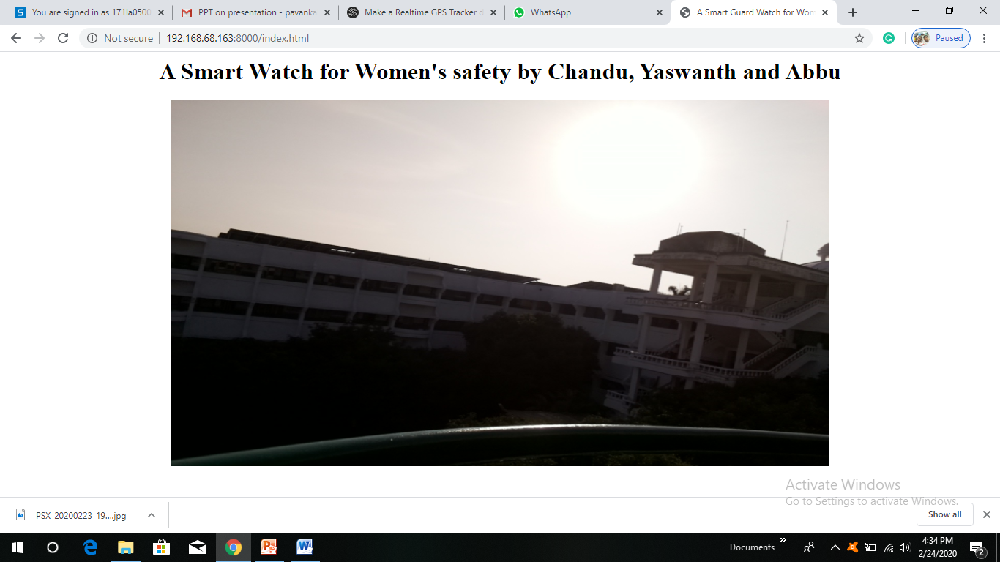 You are signed in as 171la0500
PPT on presentation - pavanka
Make a Realtime GPS Tracker d
WhatsApp
A Smart Guard Watch for Wom
Not secure
192.168.68.163:8000/index.html
Paused
A Smart Watch for Women's safety by Chandu, Yaswanth and Abbu
Activate Windows
Go to Settings to activate Windows.
PSX_20200223_19....jpg
Show all
Documents
4:34 PM
2/24/2020
2